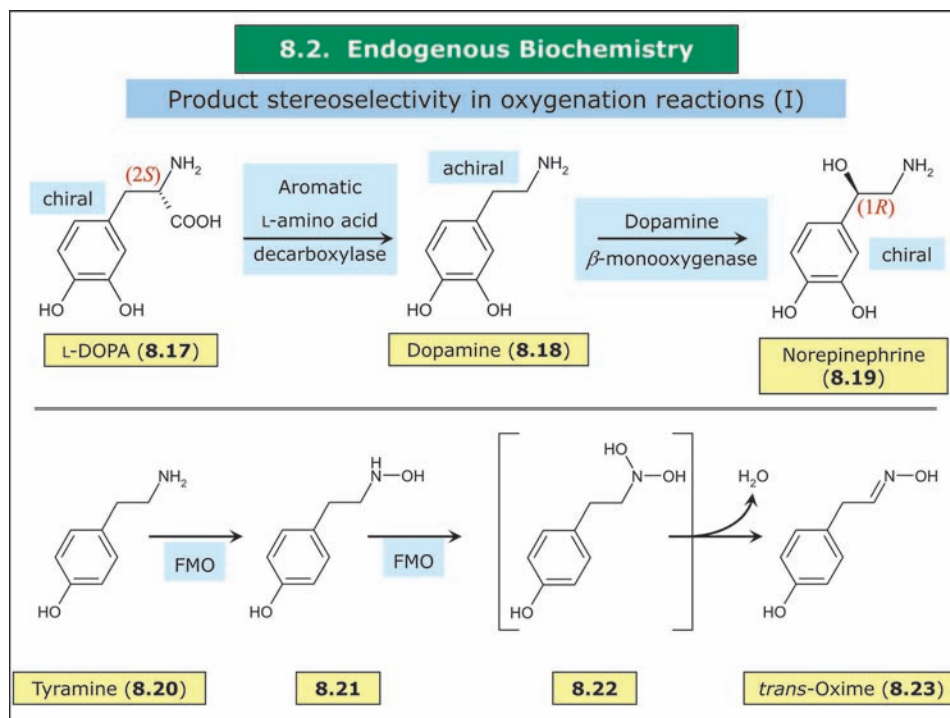 8.2. Endogenous Biochemistry
Product stereoselectivity in oxygenation reactions (I)
(2S)
NH2
chiral
COOH
HO
OH
L-DOPA (8.17)
Aromatic
L-amino acid
decarboxylase
achiral
NH2
HO
OH
Dopamine (8.18)
Dopamine
β-monooxygenase
HO
NH2
(1R)
chiral
HO
OH
Norepinephrine
(8.19)
NH2
HO
Tyramine (8.20)
FMO
H
N—OH
HO
8.21
FMO
HO
N
OH
HO
8.22
H2O
N
OH
HO
trans-Oxime (8.23)